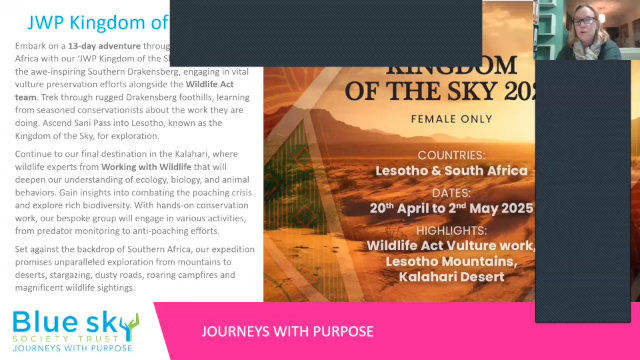 JWP Kingdom of
Embark on a 13-day adventure throug
Africa with our 'JWP Kingdom of the S
the awe-inspiring Southern Drakensberg, engaging in vital
vulture preservation efforts alongside the Wildlife Act
team. Trek through rugged Drakensberg foothills, learning
from seasoned conservationists about the work they are
doing. Ascend Sani Pass into Lesotho, known as the
Kingdom of the Sky, for exploration.
Continue to our final destination in the Kalahari, where
wildlife experts from Working with Wildlife that will
deepen our understanding of ecology, biology, and animal
behaviors. Gain insights into combating the poaching crisis
and explore rich biodiversity. With hands-on conservation
work, our bespoke group will engage in various activities,
from predator monitoring to anti-poaching efforts.
Set against the backdrop of Southern Africa, our expedition
promises unparalleled exploration from mountains to
deserts, stargazing, dusty roads, roaring campfires and
magnificent wildlife sightings.
KINGDOM
OF THE SKY 202
FEMALE ONLY
COUNTRIES:
Lesotho & South Africa
DATES:
20th April to 2nd May 2025
HIGHLIGHTS:
Wildlife Act Vulture work,
Lesotho Mountains,
Kalahari Desert
Blue sky
SOCIETY TRUST
JOURNEYS WITH PURPOSE
JOURNEYS WITH PURPOSE